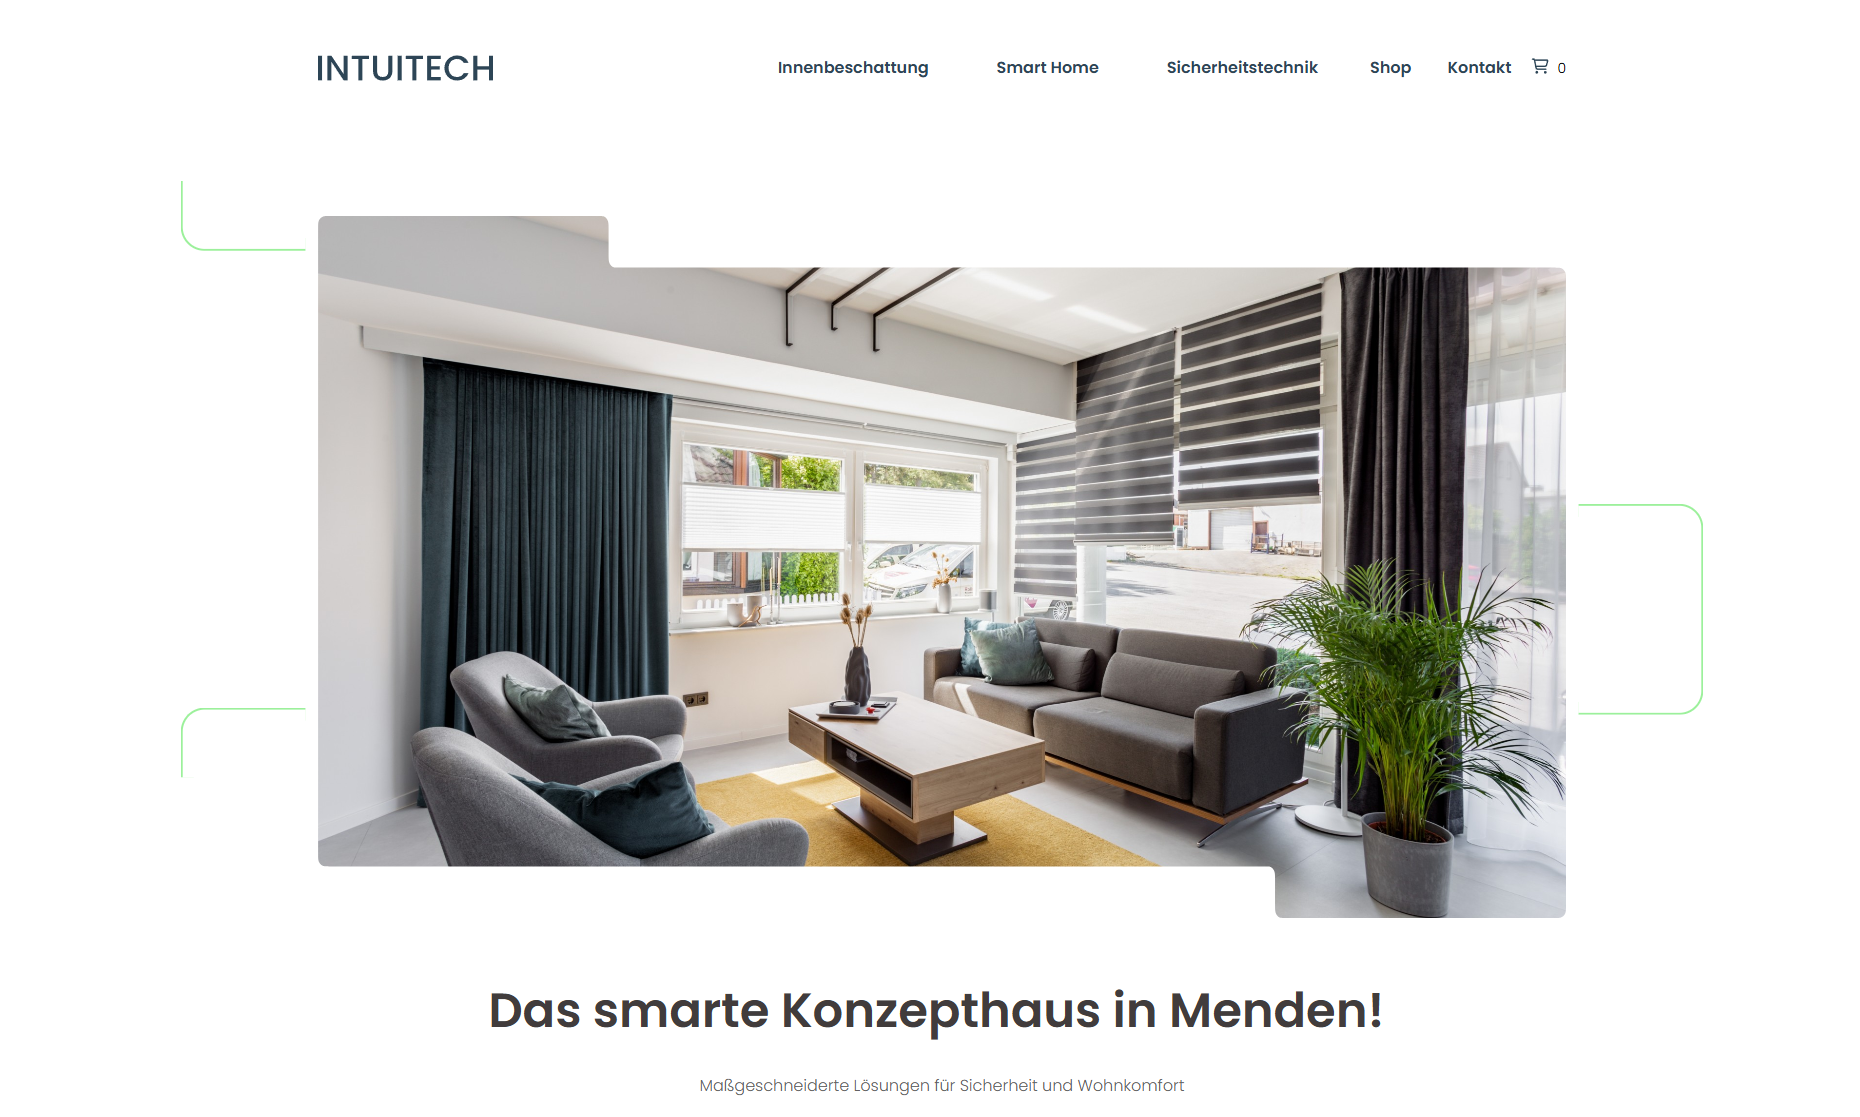 INTUITECH
Innenbeschattung Smart Home Sicherheitstechnik Shop Kontakt 0
Das smarte Konzepthaus in Menden!
Maßgeschneiderte Lösungen für Sicherheit und Wohnkomfort